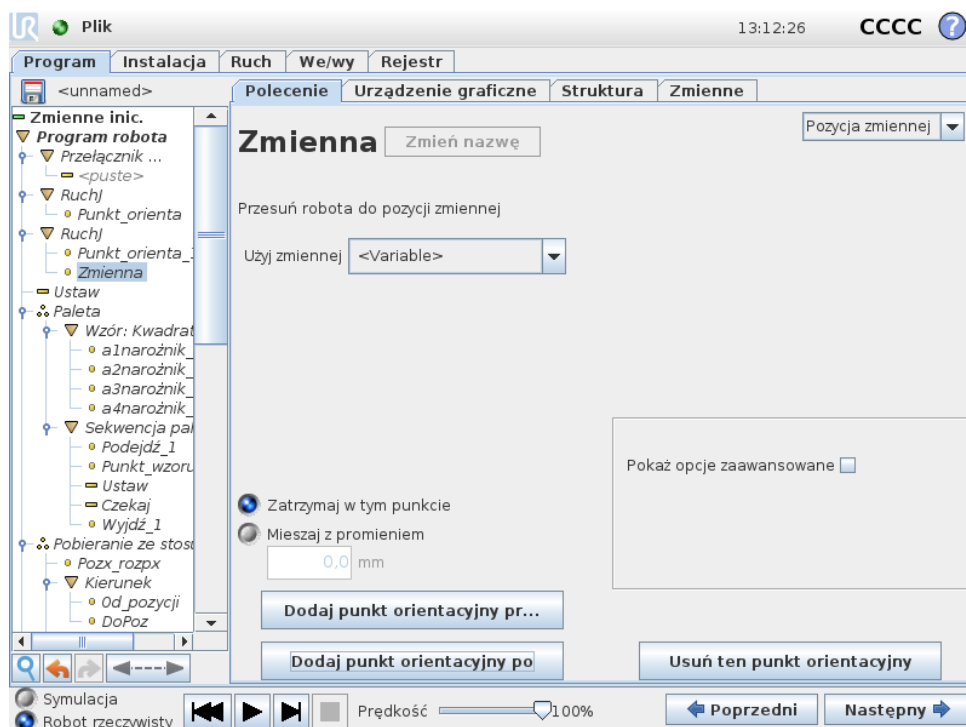 UR Plik 13:12:26 CCCC ?
Program Instalacja Ruch We/wy Rejestr
<unnamed>
Polecenie Urządzenie graficzne Struktura Zmienne
Zmienne inic.
Program robota
Przełącznik ...
<puste>
RuchJ
Punkt_orienta
RuchJ
Punkt_orienta_
Zmienna
Ustaw
Paleta
Wzór: Kwadrat
a1narożnik_
a2narożnik_
a3narożnik_
a4narożnik_
Sekwencja pal
Podejdź_1
Punkt_wzoru
Ustaw
Czekaj
Wyjdź_1
Pobieranie ze stosu
Pozx_rozpx
Kierunek
Od_pozycji
DoPoz
Zmienna Zmień nazwę
Pozycja zmiennej
Przesuń robota do pozycji zmiennej
Użyj zmiennej <Variable>
Pokaż opcje zaawansowane
Zatrzymaj w tym punkcie
Mieszaj z promieniem
0,0 mm
Dodaj punkt orientacyjny pr...
Dodaj punkt orientacyjny po
Usuń ten punkt orientacyjny
Symulacja
Robot rzeczywisty
Prędkość 100%
Poprzedni Następny